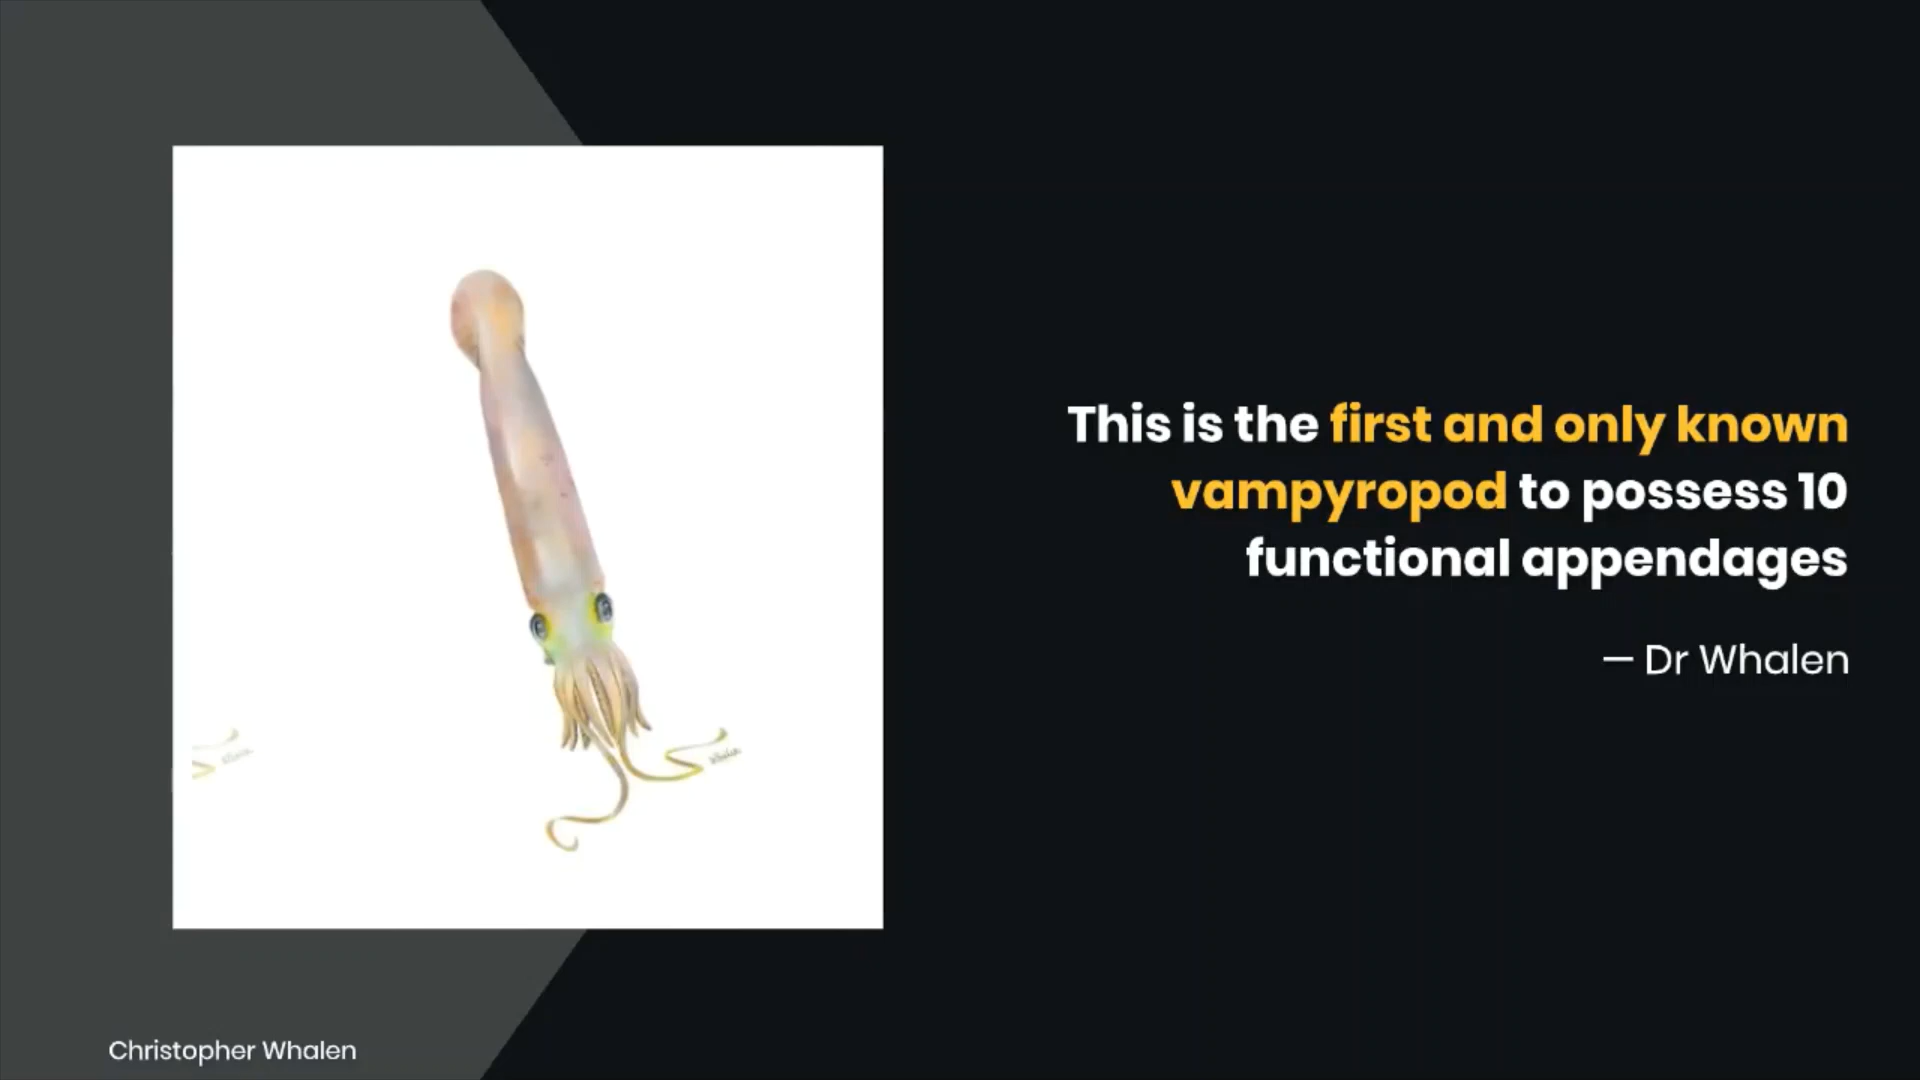 This is the first and only known
vampyropod to possess 10
functional appendages
— Dr Whalen
Christopher Whalen